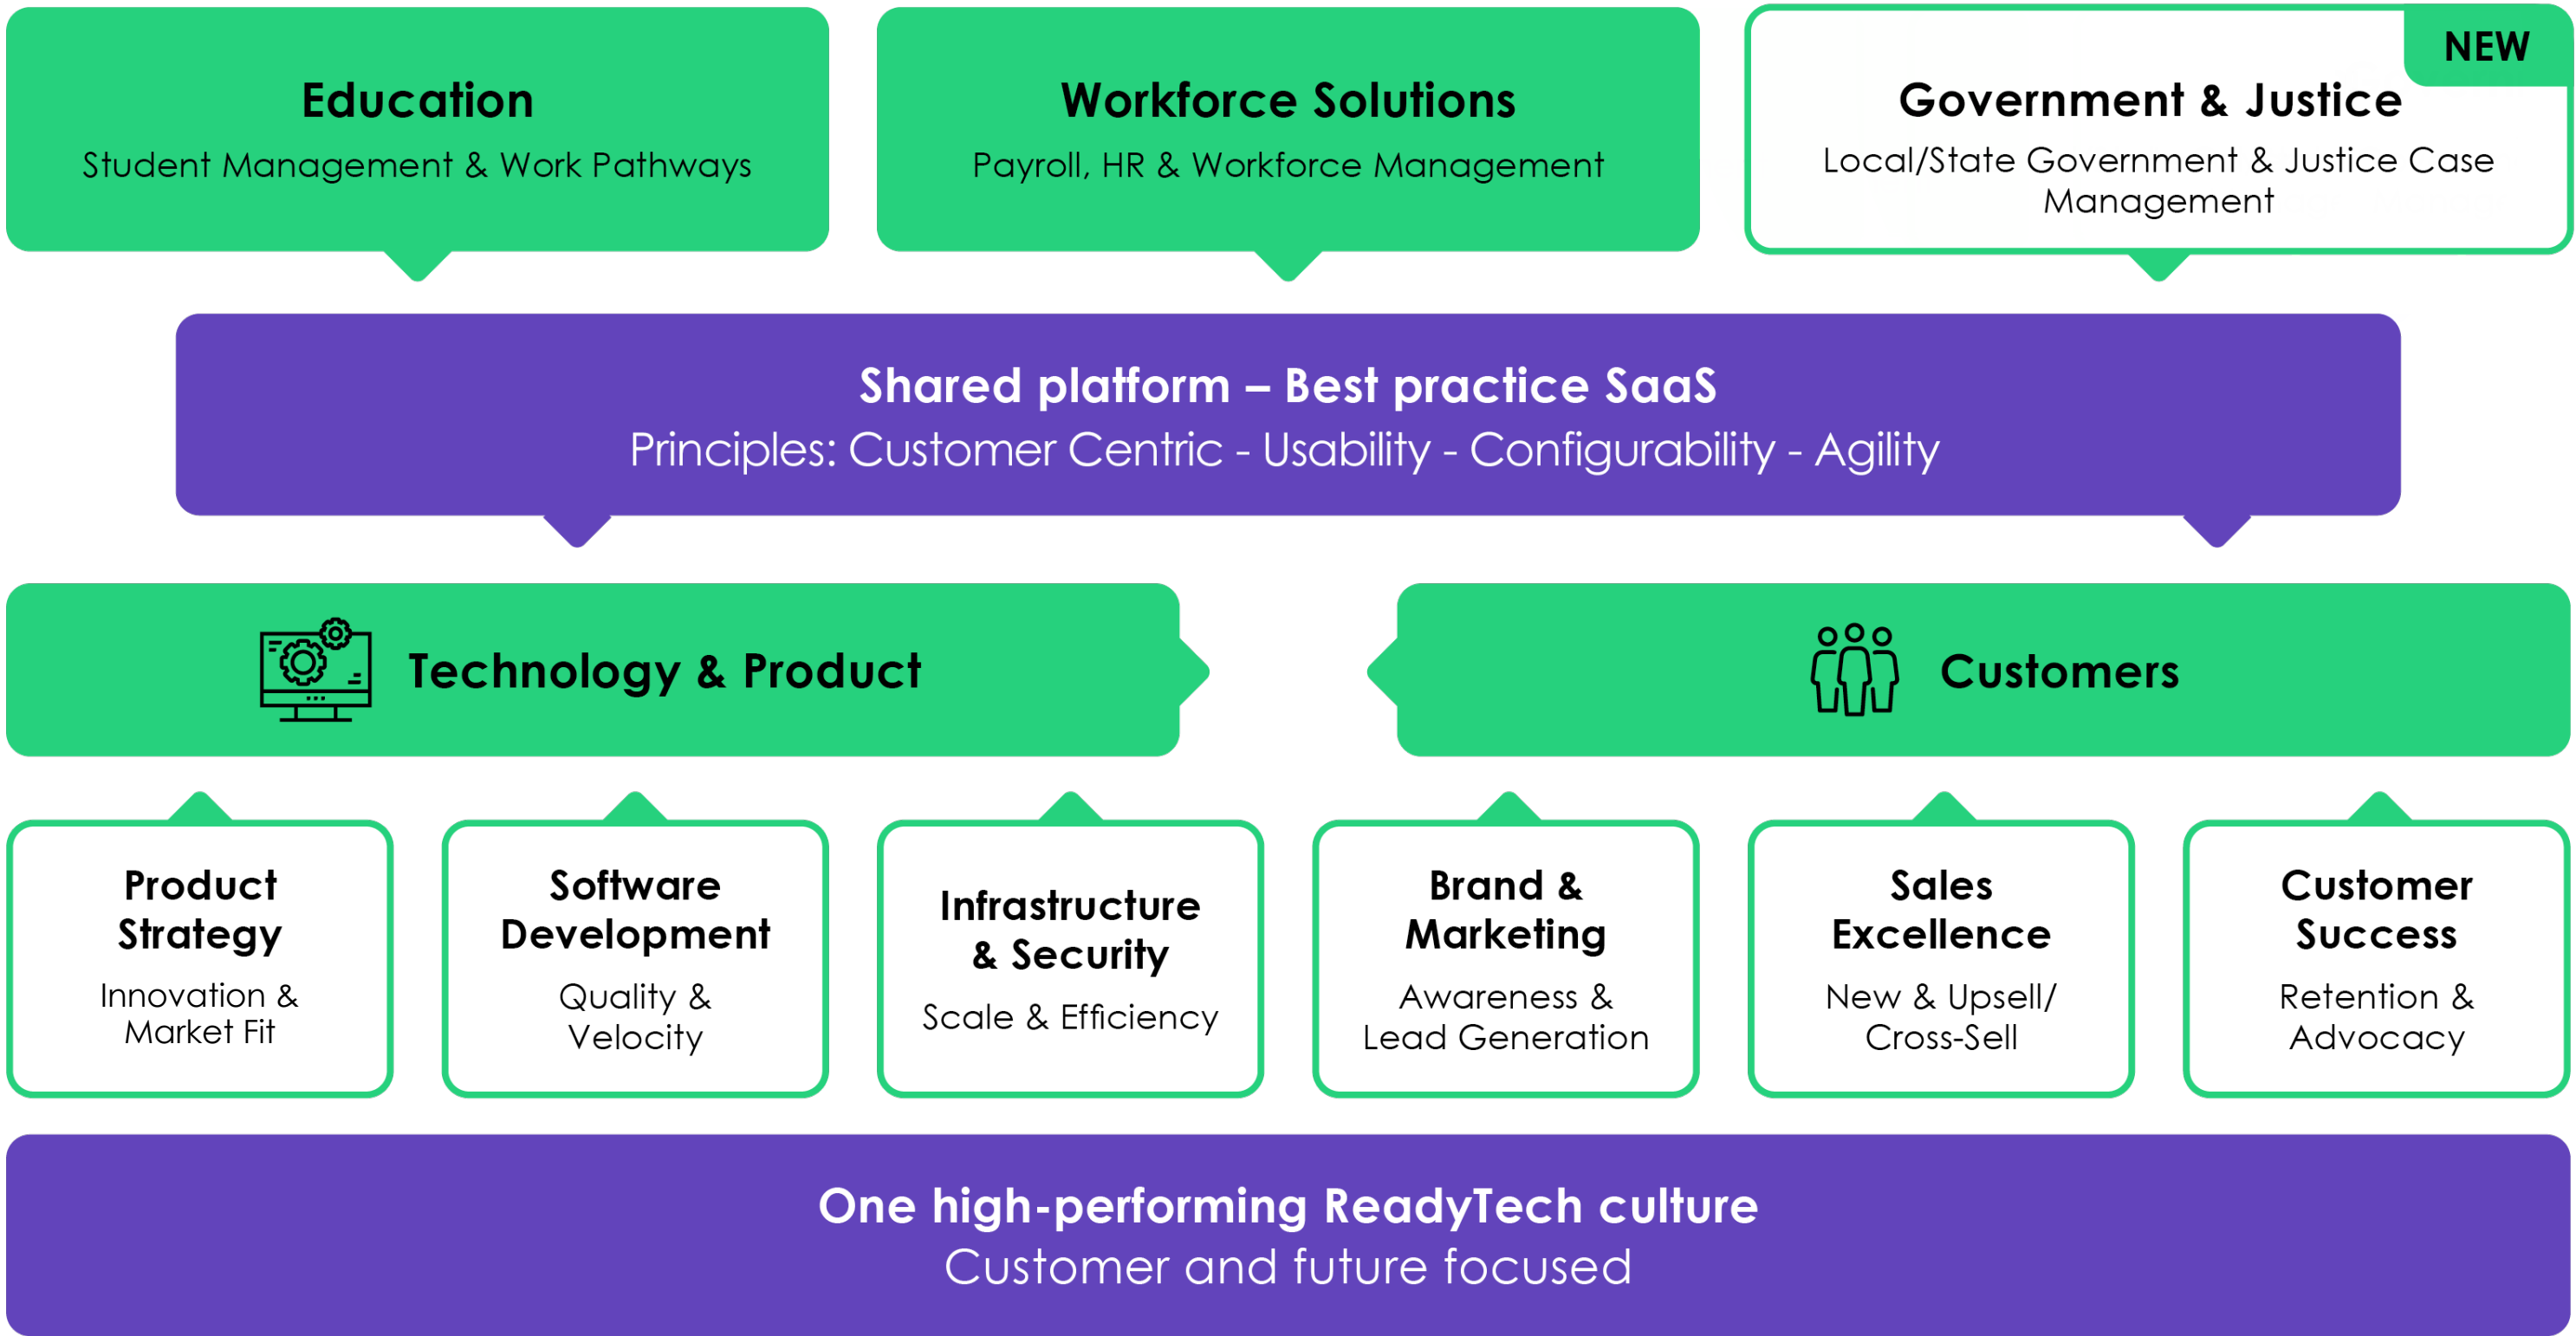 Education
Student Management & Work Pathways
Workforce Solutions
Payroll, HR & Workforce Management
NEW
Government & Justice
Local/State Government & Justice Case
Management
Shared platform – Best practice SaaS
Principles: Customer Centric - Usability - Configurability - Agility
Technology & Product
Customers
Product
Strategy
Innovation &
Market Fit
Software
Development
Quality &
Velocity
Infrastructure
& Security
Scale & Efficiency
Brand &
Marketing
Awareness &
Lead Generation
Sales
Excellence
New & Upsell/
Cross-Sell
Customer
Success
Retention &
Advocacy
One high-performing ReadyTech culture
Customer and future focused